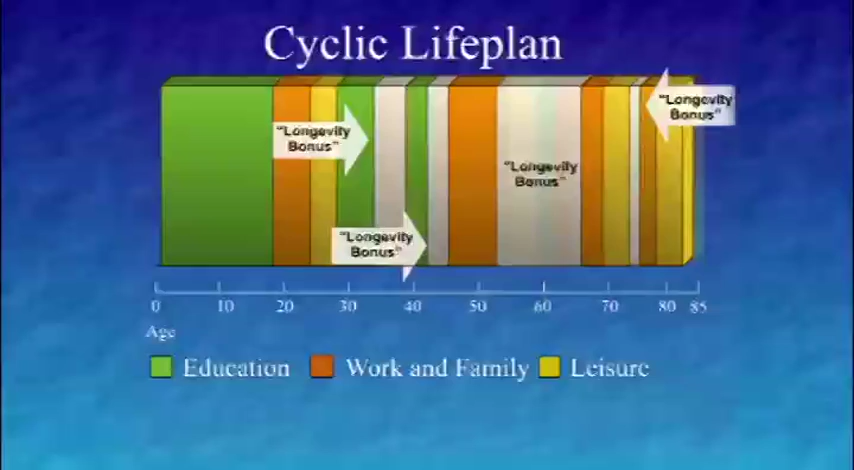 Cyclic Lifeplan
"Longevity
Bonus"
"Longevity
Bonus"
"Longevity
Bonus"
"Longevity
Bonus"
0 10 20 30 40 50 60 70 80 85
Age
Education Work and Family Leisure